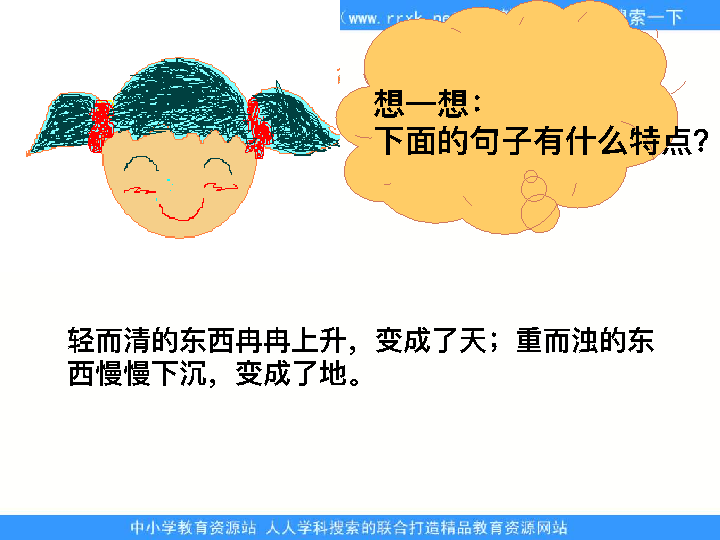 (www.rrxk.ne
搜索一下
想一想：
下面的句子有什么特点？
轻而清的东西冉冉上升，变成了天；重而浊的东
西慢慢下沉，变成了地。
中小学教育资源站 人人学科搜索的联合打造精品教育资源网站